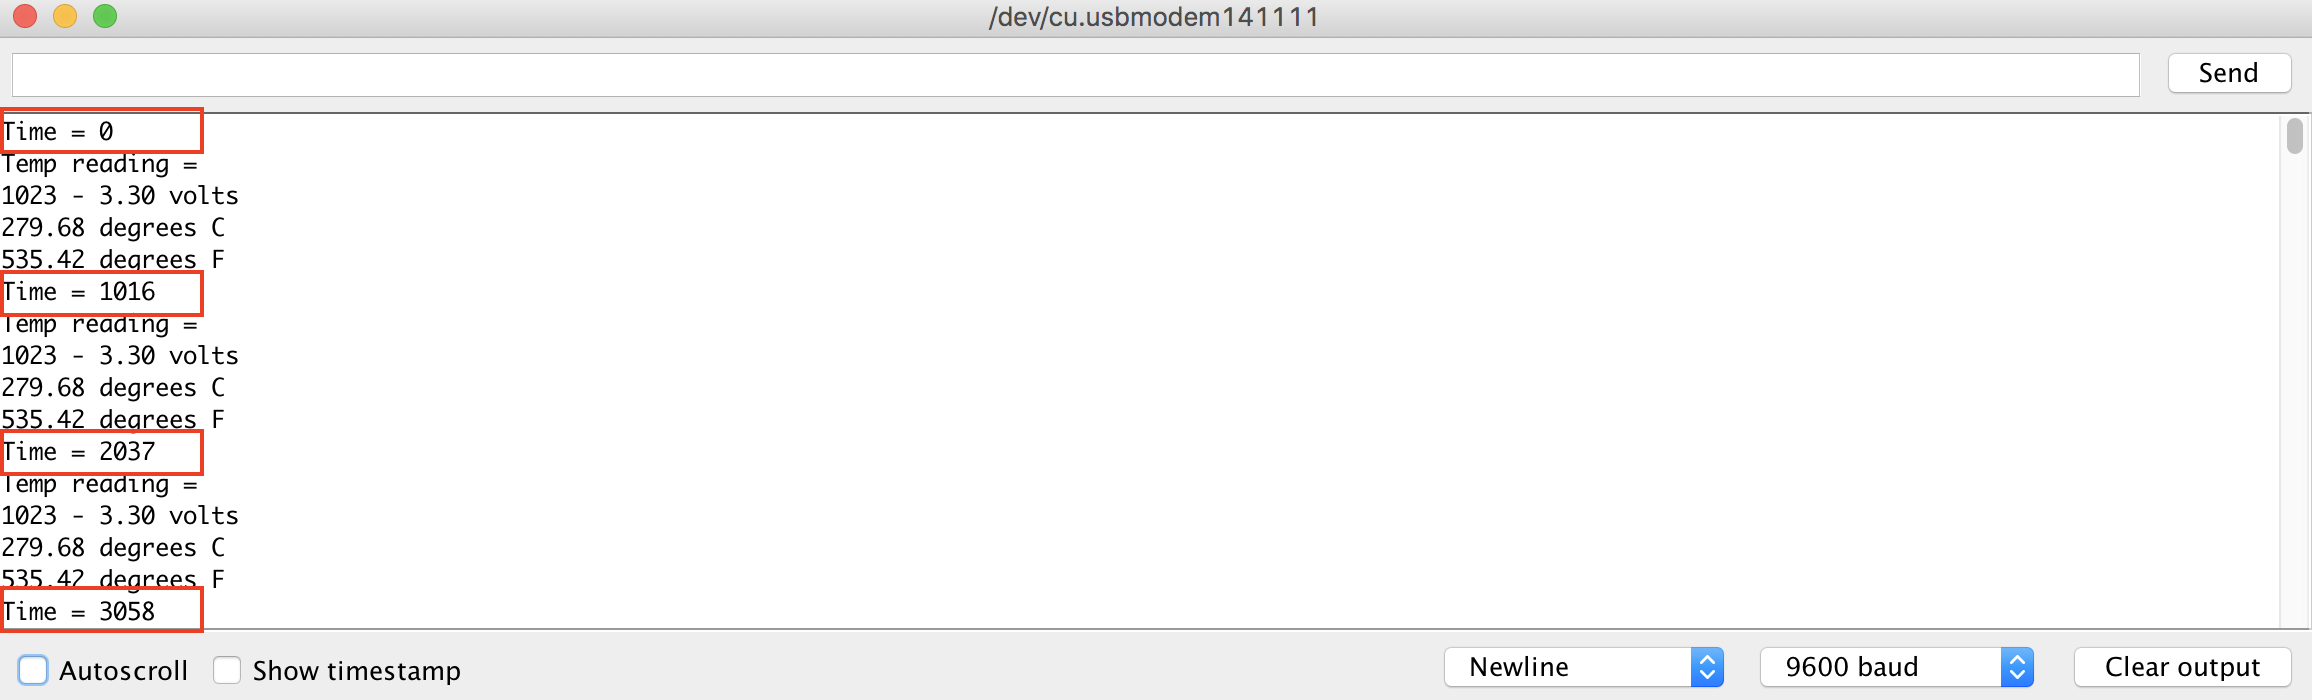 /dev/cu.usbmodem141111
Send
Time = 0
Temp reading =
1023 - 3.30 volts
279.68 degrees C
535.42 degrees F
Time = 1016
Temp reading =
1023 - 3.30 volts
279.68 degrees C
535.42 degrees F
Time = 2037
Temp reading =
1023 - 3.30 volts
279.68 degrees C
535.42 degrees F
Time = 3058
Autoscroll Show timestamp Newline 9600 baud Clear output